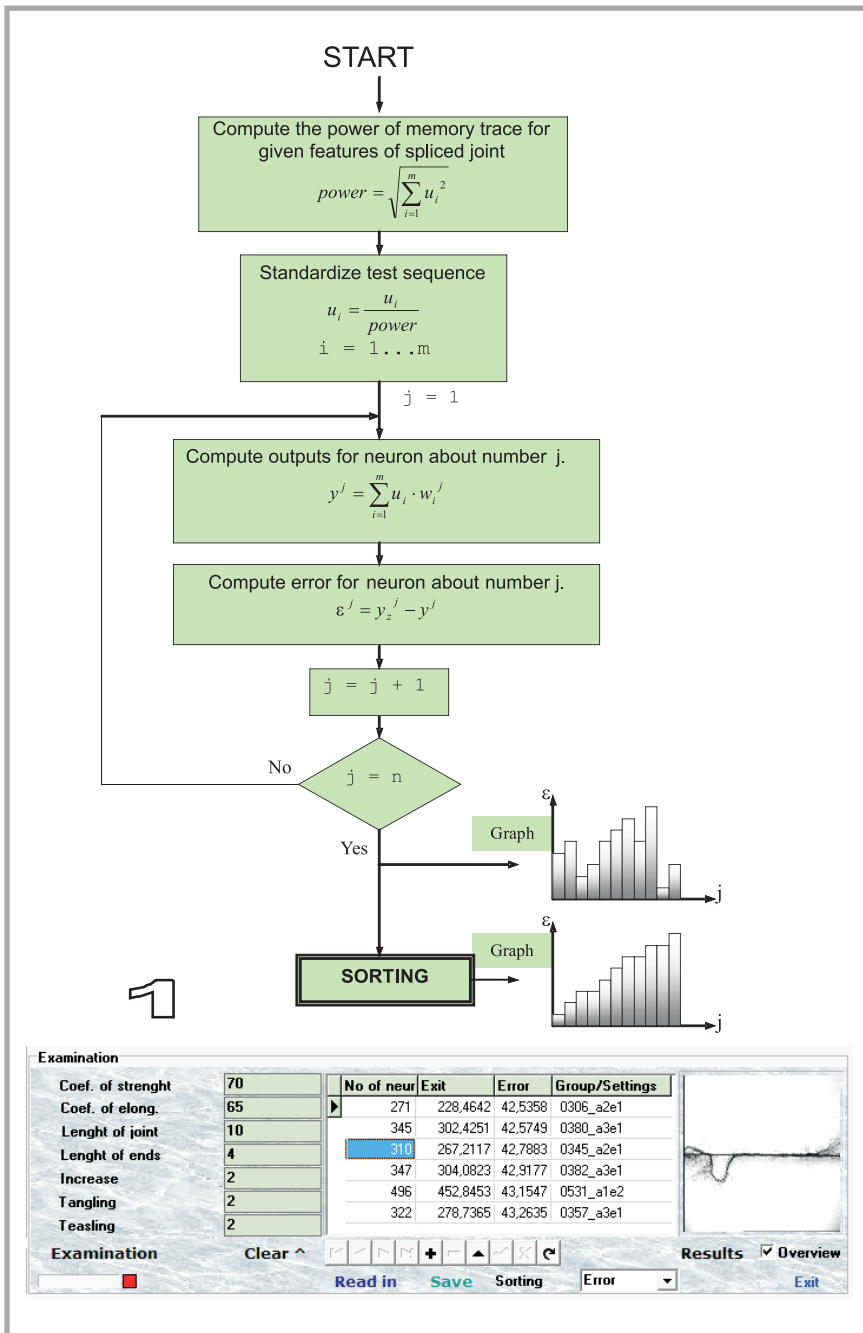 START
Compute the power of memory trace for
given features of spliced joint
power = √(∑_{i=1}^{m} u_i^2)
Standardize test sequence
u_i = u_i / power
i = 1...m
j = 1
Compute outputs for neuron about number j.
y^j = ∑_{i=1}^{m} u_i · w_i^j
Compute error for neuron about number j.
ε^j = y_z^j − y^j
j = j + 1
No
j = n
Yes
Graph
ε
j
SORTING
Graph
ε
j
1
Examination
Coef. of strenght 70
Coef. of elong. 65
Lenght of joint 10
Lenght of ends 4
Increase 2
Tangling 2
Teasling 2
No of neur Exit Error Group/Settings
271 228,4642 42,5358 0306_a2e1
345 302,4251 42,5749 0380_a3e1
310 267,2117 42,7883 0345_a2e1
347 304,0823 42,9177 0382_a3e1
496 452,8453 43,1547 0531_a1e2
322 278,7365 43,2635 0357_a3e1
Examination Clear ^ Results Overview
Read in Save Sorting Error Exit